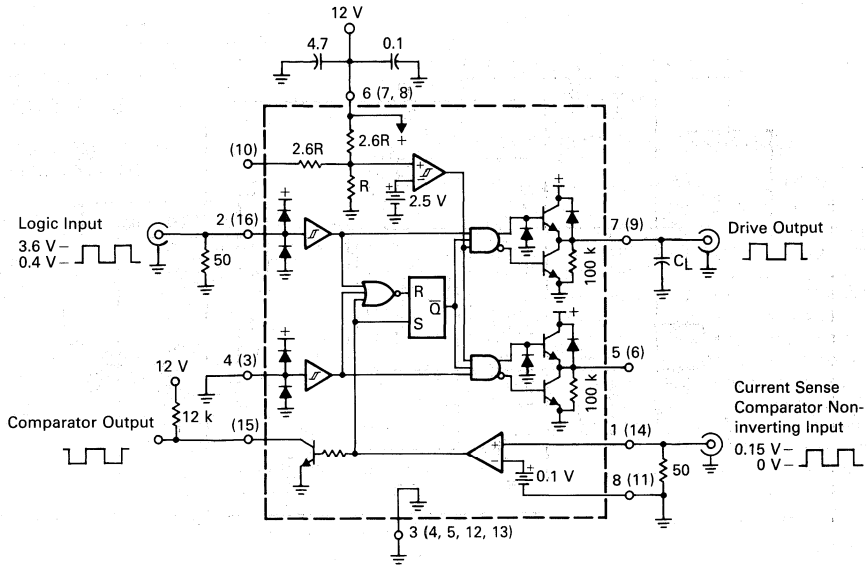 12 V
4.7
0.1
6 (7, 8)
+
2.6R
(10)
2.6R
R
+
−
+
2.5 V
+
+
Logic Input
3.6 V
0.4 V
2 (16)
50
7 (9)
Drive Output
100 k
CL
R
Q
S
+
4 (3)
+
5 (6)
100 k
12 V
12 k
Comparator Output
(15)
Current Sense
Comparator Non-
inverting Input
0.15 V
0 V
1 (14)
+
−
+
0.1 V
50
8 (11)
3 (4, 5, 12, 13)